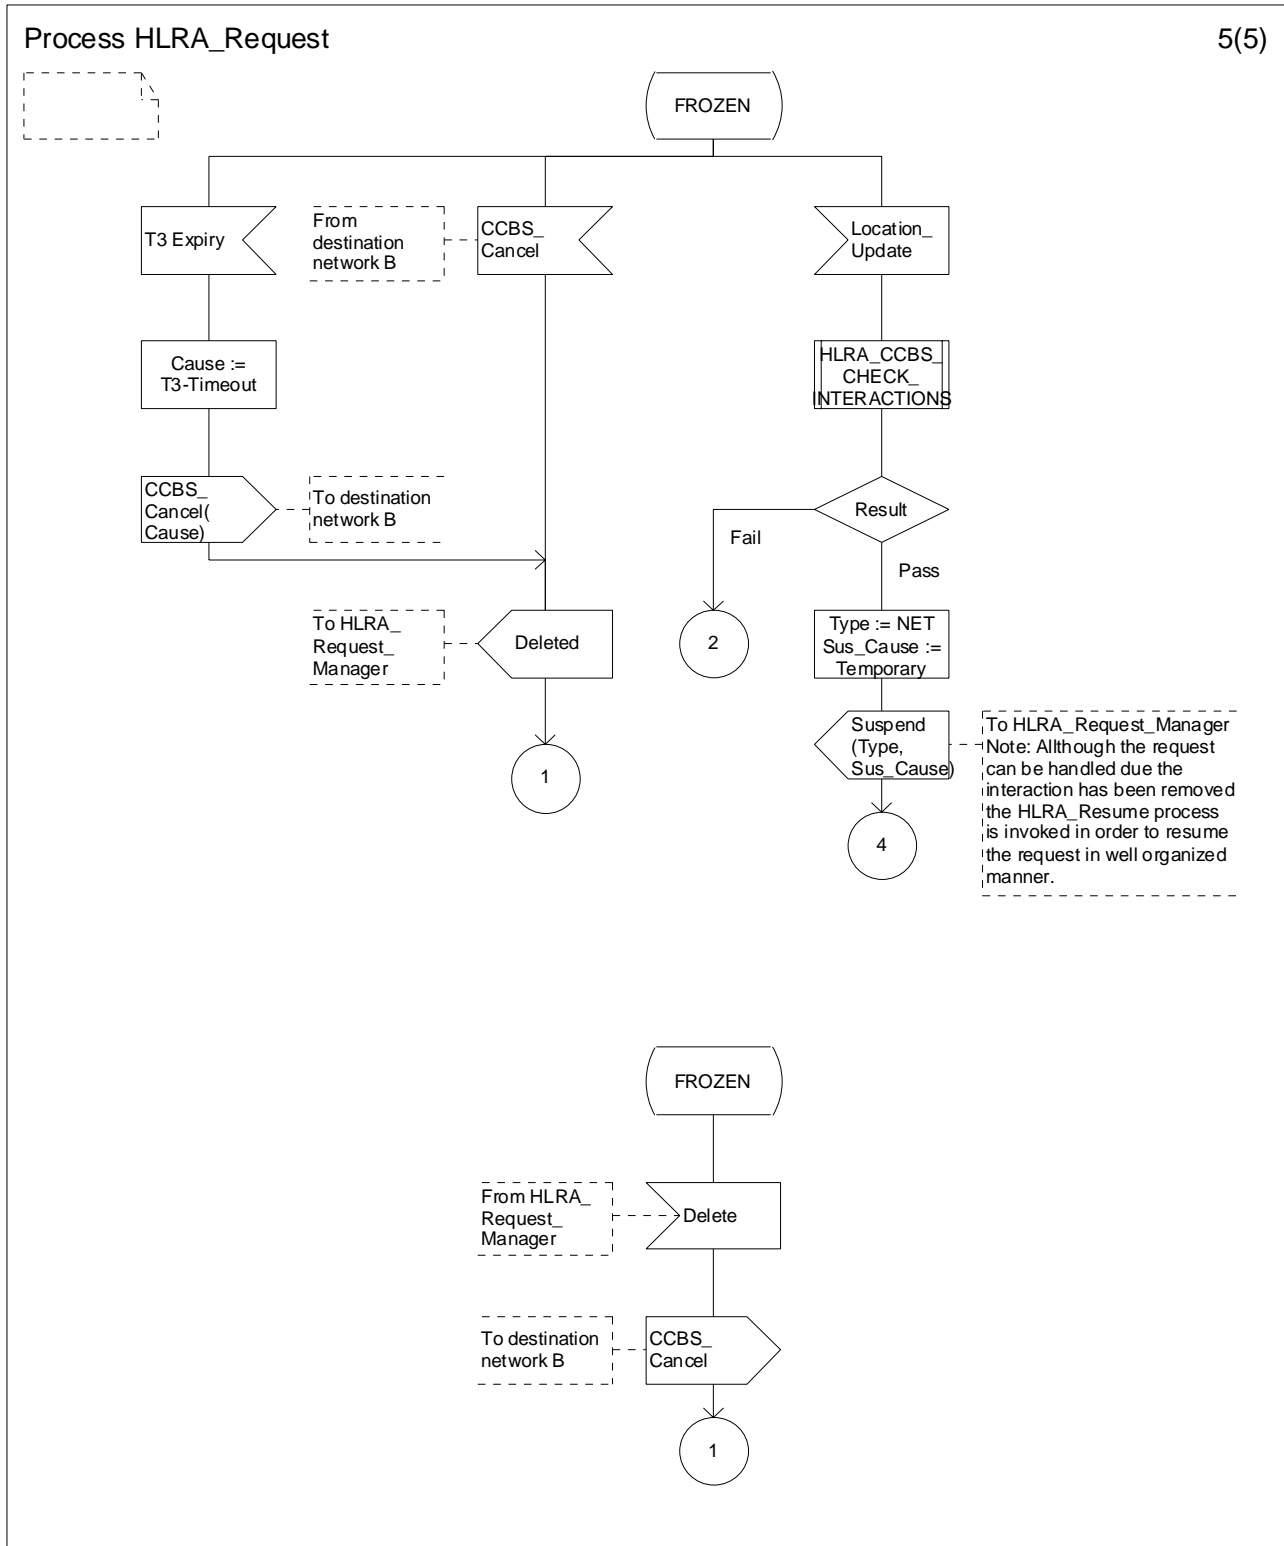 Process HLRA_Request
5(5)
FROZEN
T3 Expiry
From
destination
network B
CCBS_
Cancel
Location_
Update
Cause :=
T3-Timeout
HLRA_CCBS_
CHECK_
INTERACTIONS
CCBS_
Cancel(
Cause)
To destination
network B
Result
Fail
Pass
To HLRA_
Request_
Manager
Deleted
2
Type := NET
Sus_Cause :=
Temporary
Suspend
(Type,
Sus_Cause)
To HLRA_Request_Manager
Note: Allthough the request
can be handled due the
interaction has been removed
the HLRA_Resume process
is invoked in order to resume
the request in well organized
manner.
1
4
FROZEN
From HLRA_
Request_
Manager
Delete
To destination
network B
CCBS_
Cancel
1